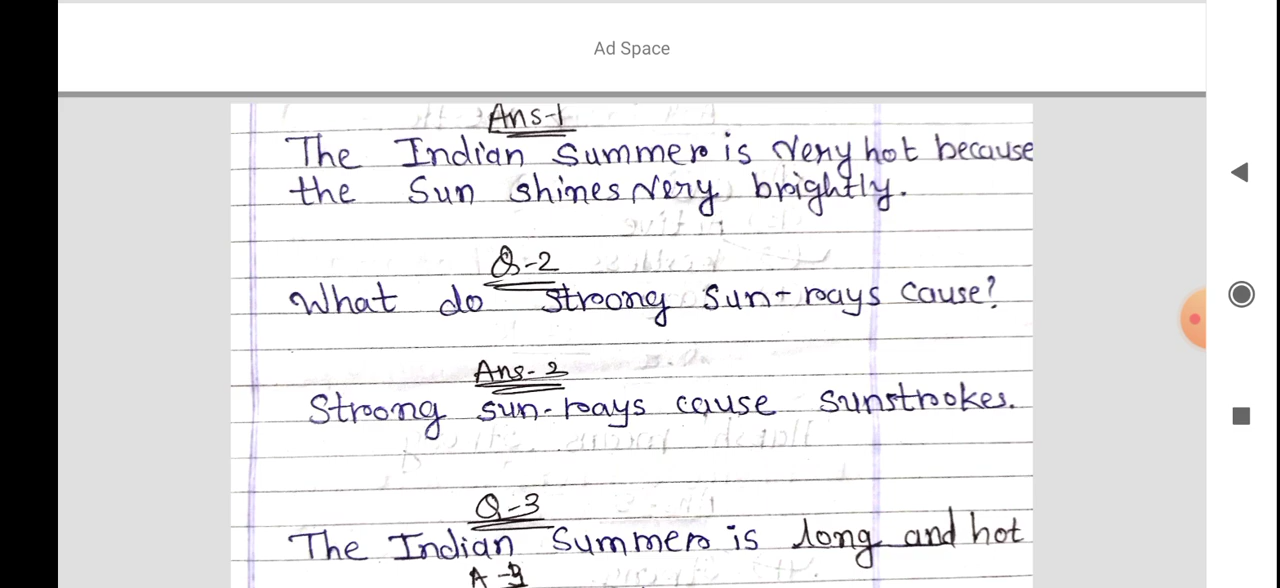 Ad Space
Ans-1
The Indian Summer is very hot because
the Sun shines very brightly.
Q-2
What do strong sun-rays cause?
Ans-2
Strong sun-rays cause sunstrokes.
Q-3
The Indian Summer is long and hot
A-3